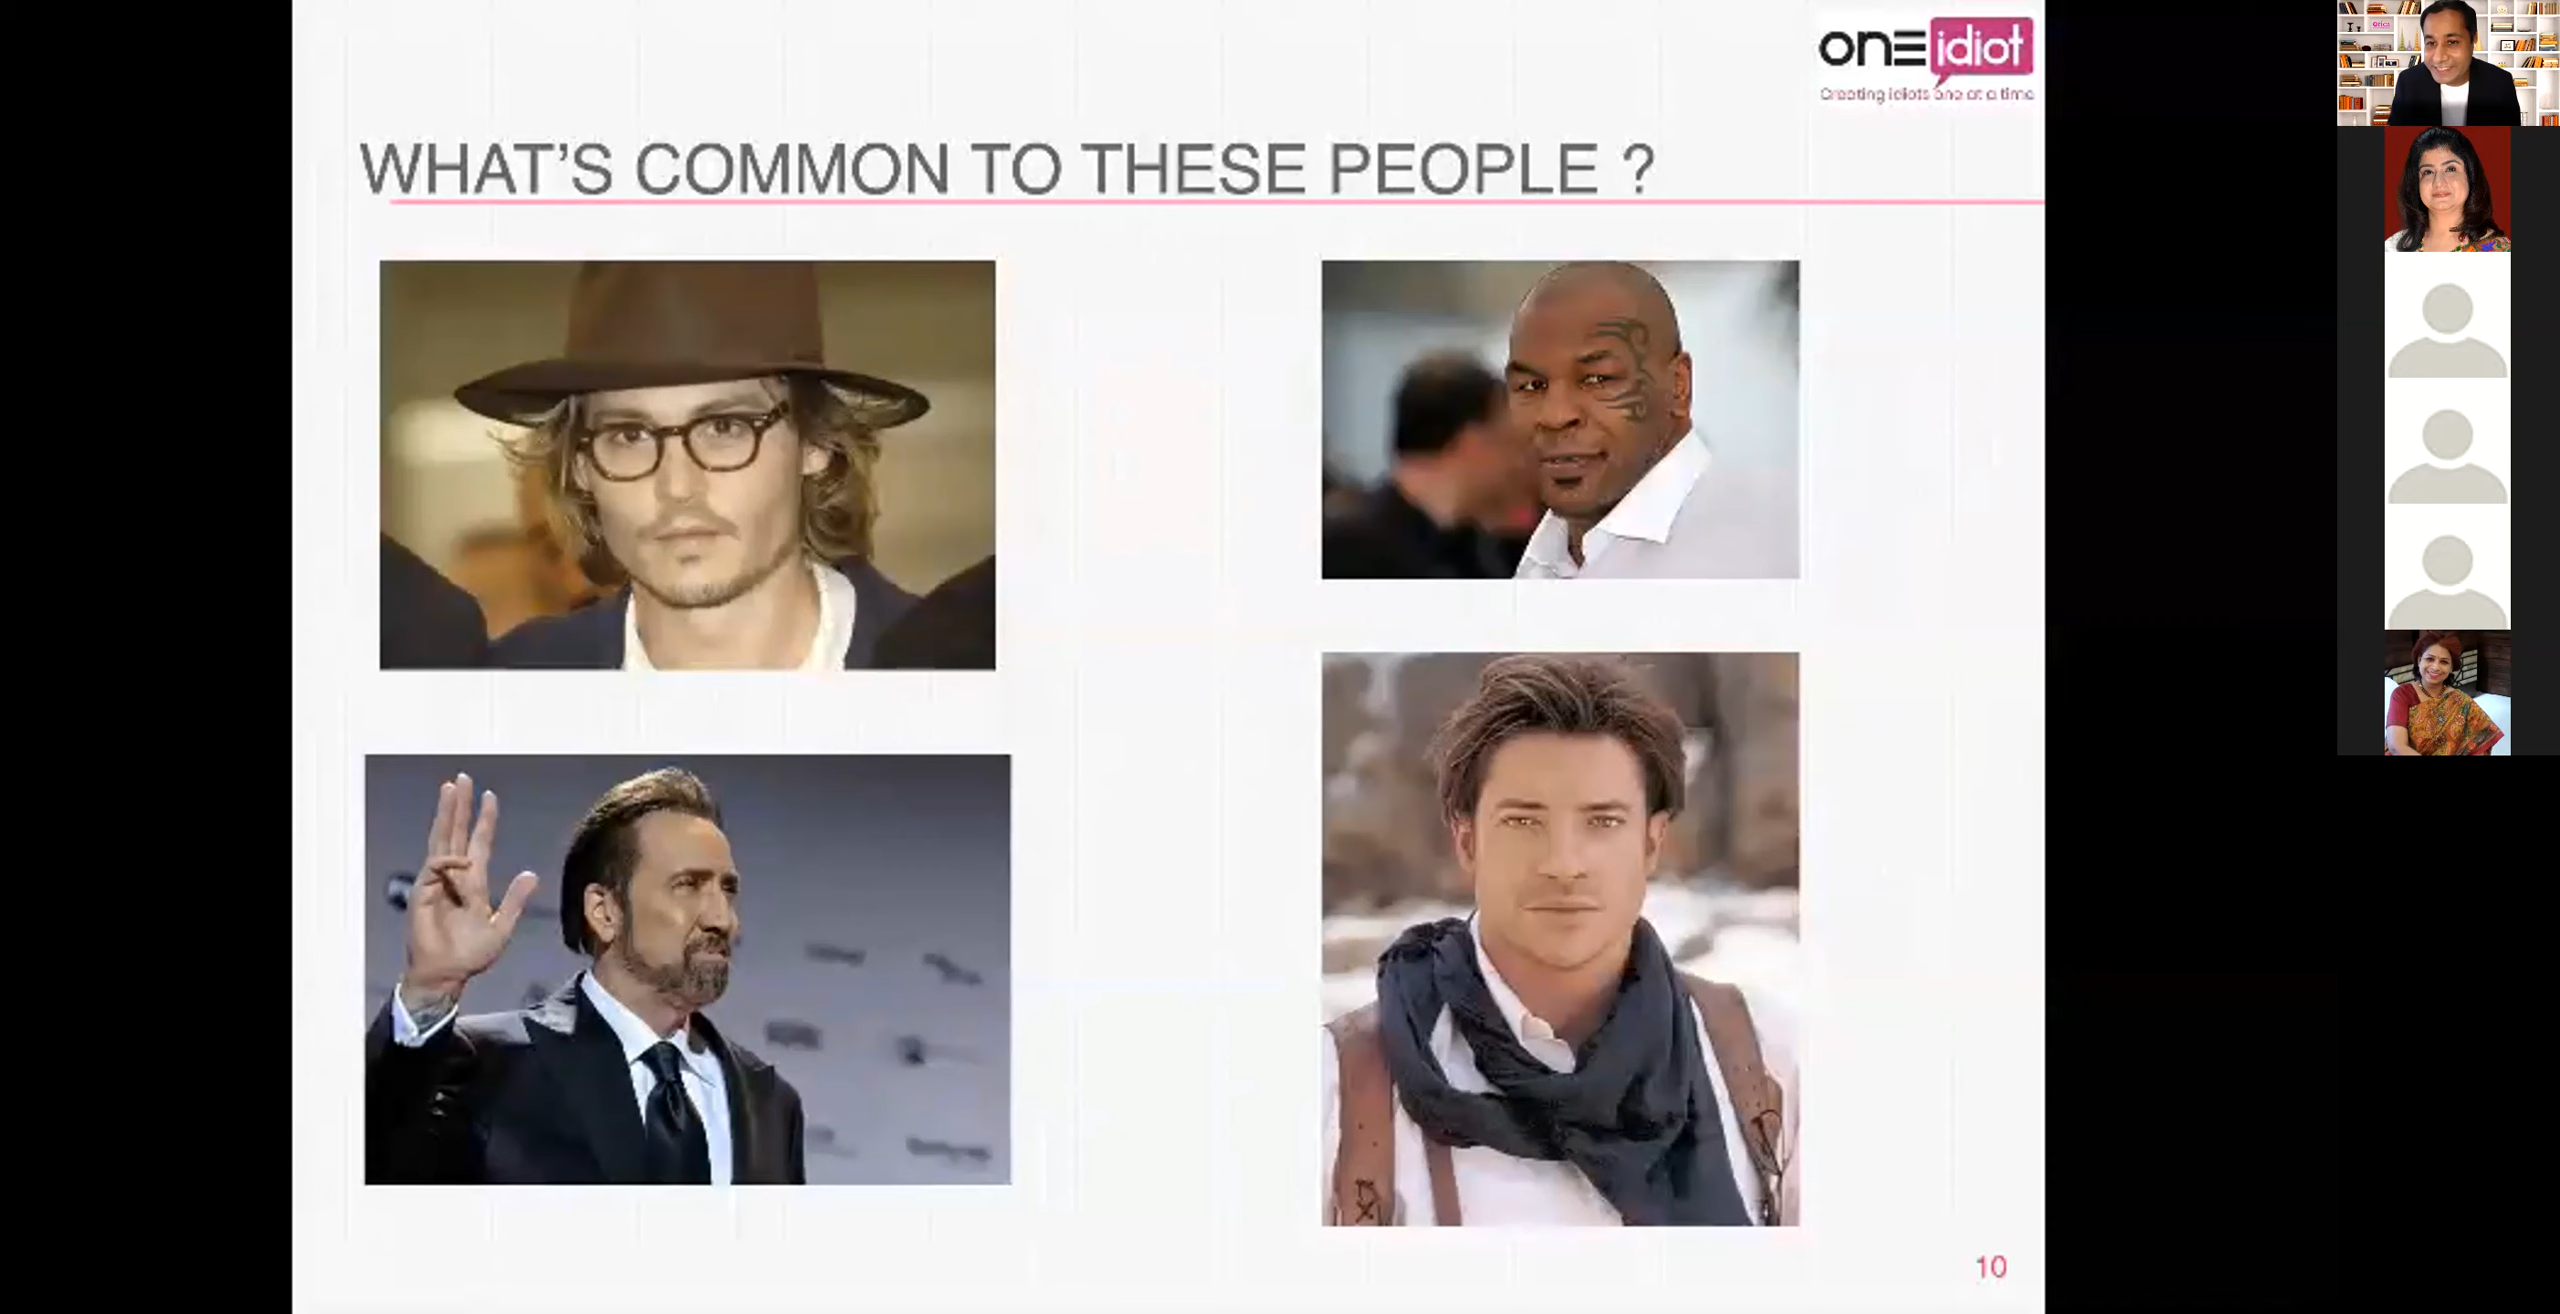 onE idiot
Creating idiots one at a time
WHAT'S COMMON TO THESE PEOPLE ?
10